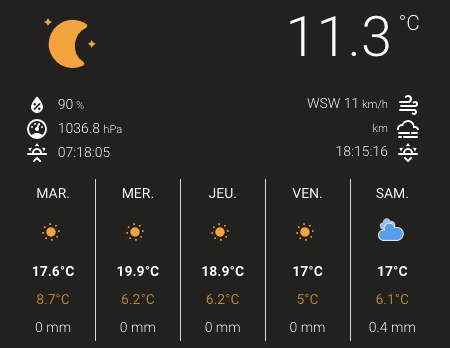 11.3 °C
90 %
WSW 11 km/h
1036.8 hPa
km
07:18:05
18:15:16
MAR. MER. JEU. VEN. SAM.
17.6°C 19.9°C 18.9°C 17°C 17°C
8.7°C 6.2°C 6.2°C 5°C 6.1°C
0 mm 0 mm 0 mm 0 mm 0.4 mm